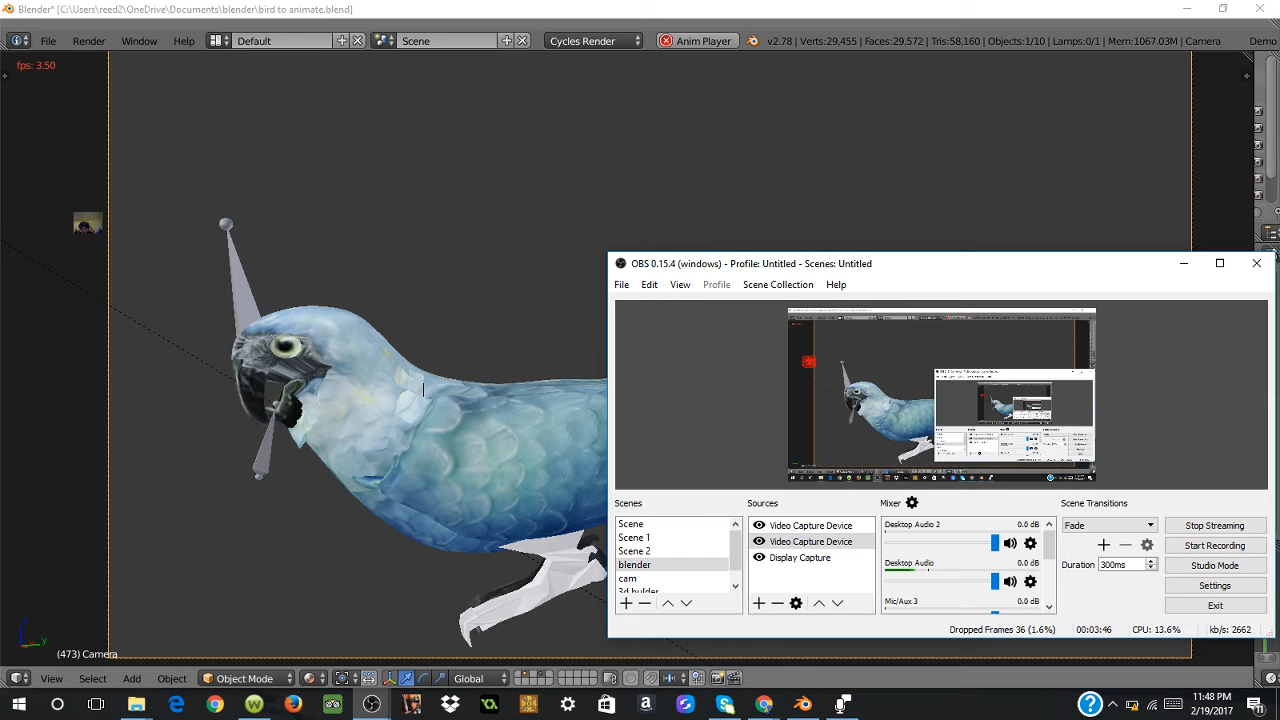 Blender* [C:\Users\reed2\OneDrive\Documents\blender\bird to animate.blend]
File Render Window Help Default Scene Cycles Render Anim Player v2.78 | Verts:29,455 | Faces:29,572 | Tris:58,160 | Objects:1/10 | Lamps:0/1 | Mem:1067.03M | Camera Demo
fps: 3.50
OBS 0.15.4 (windows) - Profile: Untitled - Scenes: Untitled
File Edit View Profile Scene Collection Help
Scenes Sources Mixer Scene Transitions
Scene Video Capture Device Desktop Audio 2 0.0 dB Fade Stop Streaming
Scene 1 Video Capture Device Start Recording
Scene 2 Display Capture Desktop Audio 0.0 dB Duration 300ms Studio Mode
blender
cam Settings
3d builder Mic/Aux 3 0.0 dB Exit
Dropped Frames 36 (1.6%) 00:03:46 CPU: 13.6% kb/s: 2662
z
y
(473) Camera
View Select Add Object Object Mode Global
11:48 PM
2/19/2017